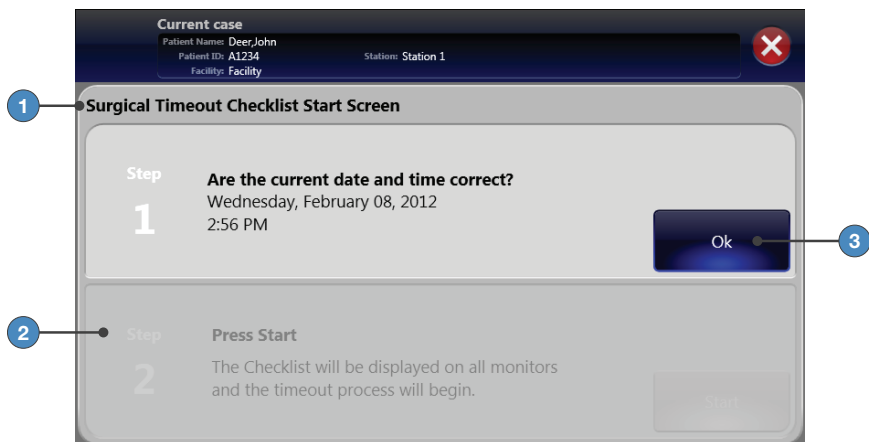 Current case
Patient Name: Deer,John
Patient ID: A1234 Station: Station 1
Facility: Facility
1 Surgical Timeout Checklist Start Screen
Step
1
Are the current date and time correct?
Wednesday, February 08, 2012
2:56 PM
Ok 3
2 Step
2
Press Start
The Checklist will be displayed on all monitors
and the timeout process will begin.
Start